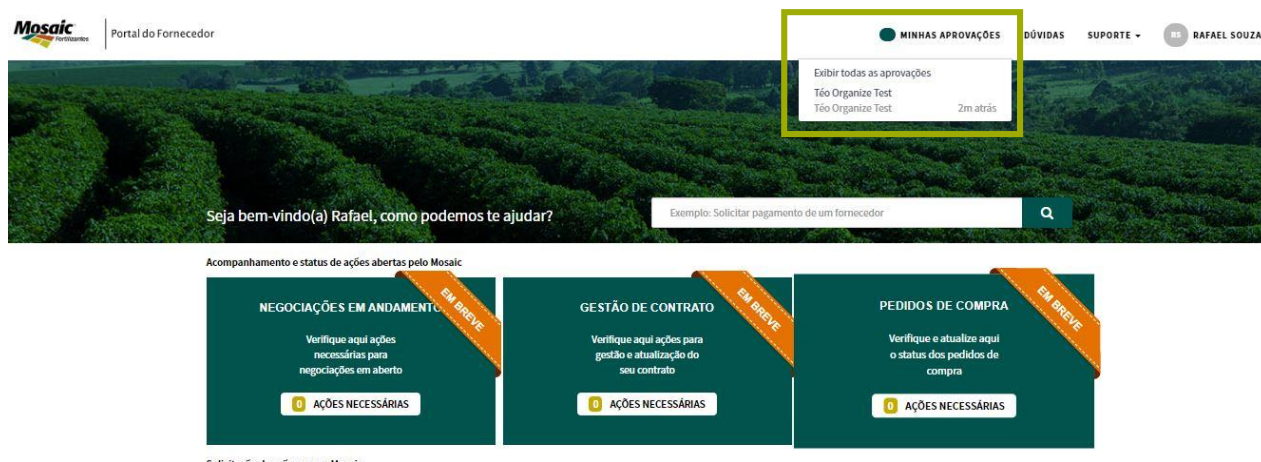 Mosaic
Fertilizantes
Portal do Fornecedor
MINHAS APROVAÇÕES
DÚVIDAS
SUPORTE
RS
RAFAEL SOUZA
Exibir todas as aprovações
Téo Organize Test
Téo Organize Test 2m atrás
Seja bem-vindo(a) Rafael, como podemos te ajudar?
Exemplo: Solicitar pagamento de um fornecedor
Acompanhamento e status de ações abertas pelo Mosaic
NEGOCIAÇÕES EM ANDAMENTO
EM BREVE
Verifique aqui ações
necessárias para
negociações em aberto
0 AÇÕES NECESSÁRIAS
GESTÃO DE CONTRATO
EM BREVE
Verifique aqui ações para
gestão e atualização do
seu contrato
0 AÇÕES NECESSÁRIAS
PEDIDOS DE COMPRA
EM BREVE
Verifique e atualize aqui
o status dos pedidos de
compra
0 AÇÕES NECESSÁRIAS